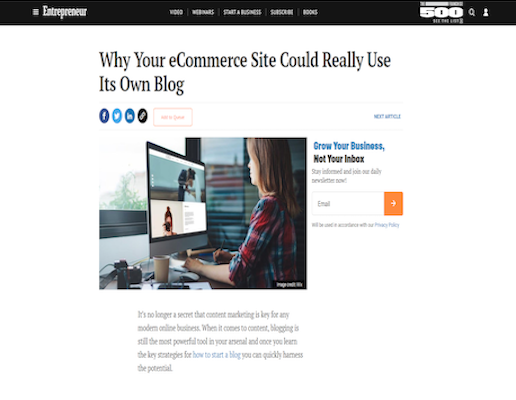 Entrepreneur
VIDEO WEBINARS START A BUSINESS SUBSCRIBE BOOKS
500
SEE THE LIST
Why Your eCommerce Site Could Really Use
Its Own Blog
Add to Queue
NEXT ARTICLE
Grow Your Business,
Not Your Inbox
Stay informed and join our daily
newsletter now!
Email
Will be used in accordance with our Privacy Policy
Image credit: Wix
It's no longer a secret that content marketing is key for any
modern online business. When it comes to content, blogging is
still the most powerful tool in your arsenal and once you learn
the key strategies for how to start a blog you can quickly harness
the potential.